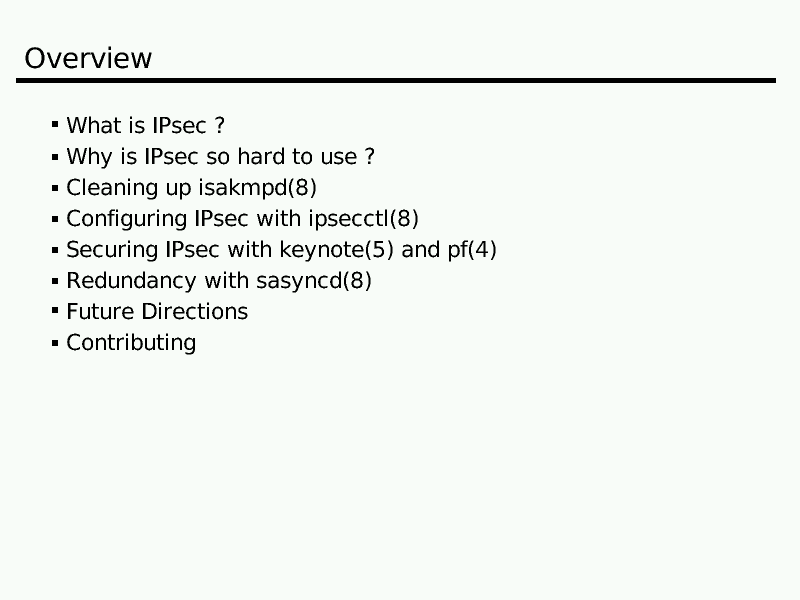 Overview
▪ What is IPsec ?
▪ Why is IPsec so hard to use ?
▪ Cleaning up isakmpd(8)
▪ Configuring IPsec with ipsecctl(8)
▪ Securing IPsec with keynote(5) and pf(4)
▪ Redundancy with sasyncd(8)
▪ Future Directions
▪ Contributing